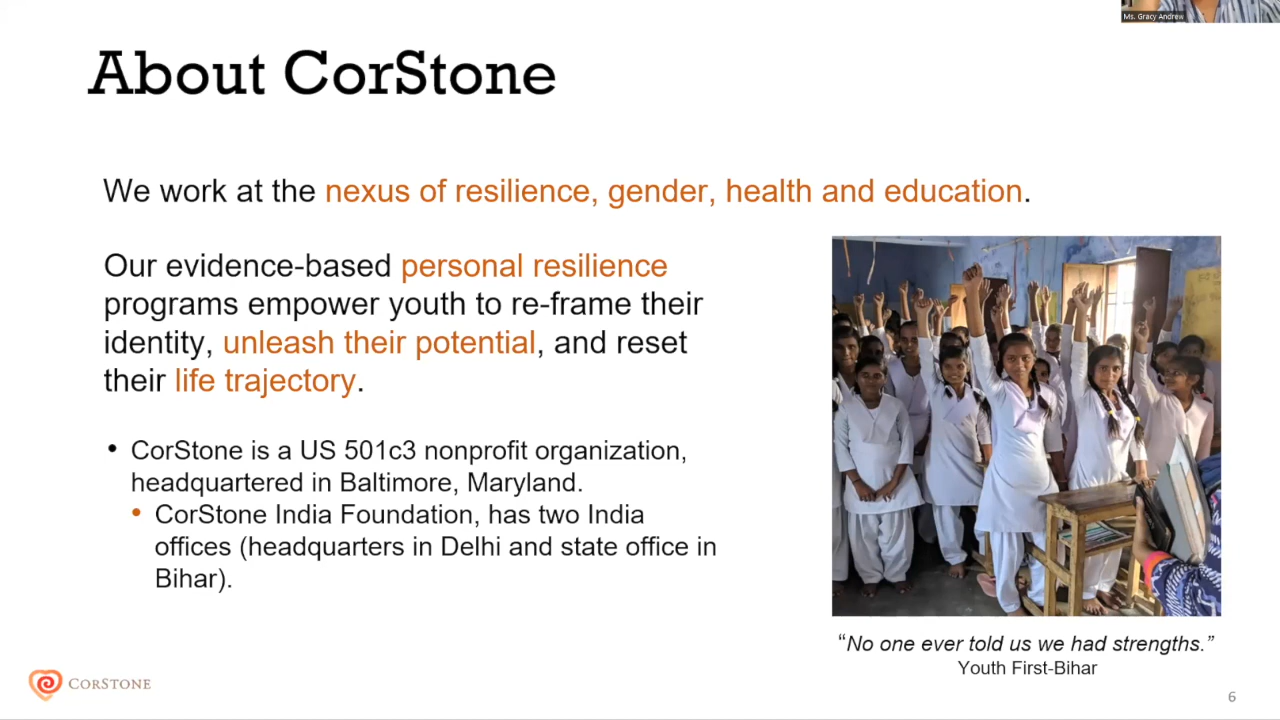 Ms. Gracy Andrew
About CorStone
We work at the nexus of resilience, gender, health and education.
Our evidence-based personal resilience
programs empower youth to re-frame their
identity, unleash their potential, and reset
their life trajectory.
• CorStone is a US 501c3 nonprofit organization,
headquartered in Baltimore, Maryland.
• CorStone India Foundation, has two India
offices (headquarters in Delhi and state office in
Bihar).
“No one ever told us we had strengths.”
Youth First-Bihar
CORSTONE
6